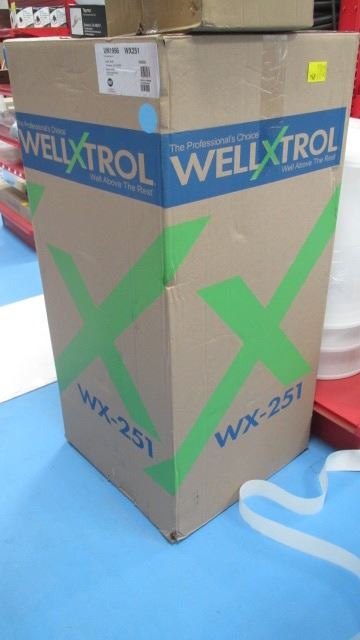 UN1956 WX251
The Professional's Choice
WELLXTROL
Well Above The Rest
WX-251
The Professional's Choice
WELLXTROL
Well Above The Rest
WX-251